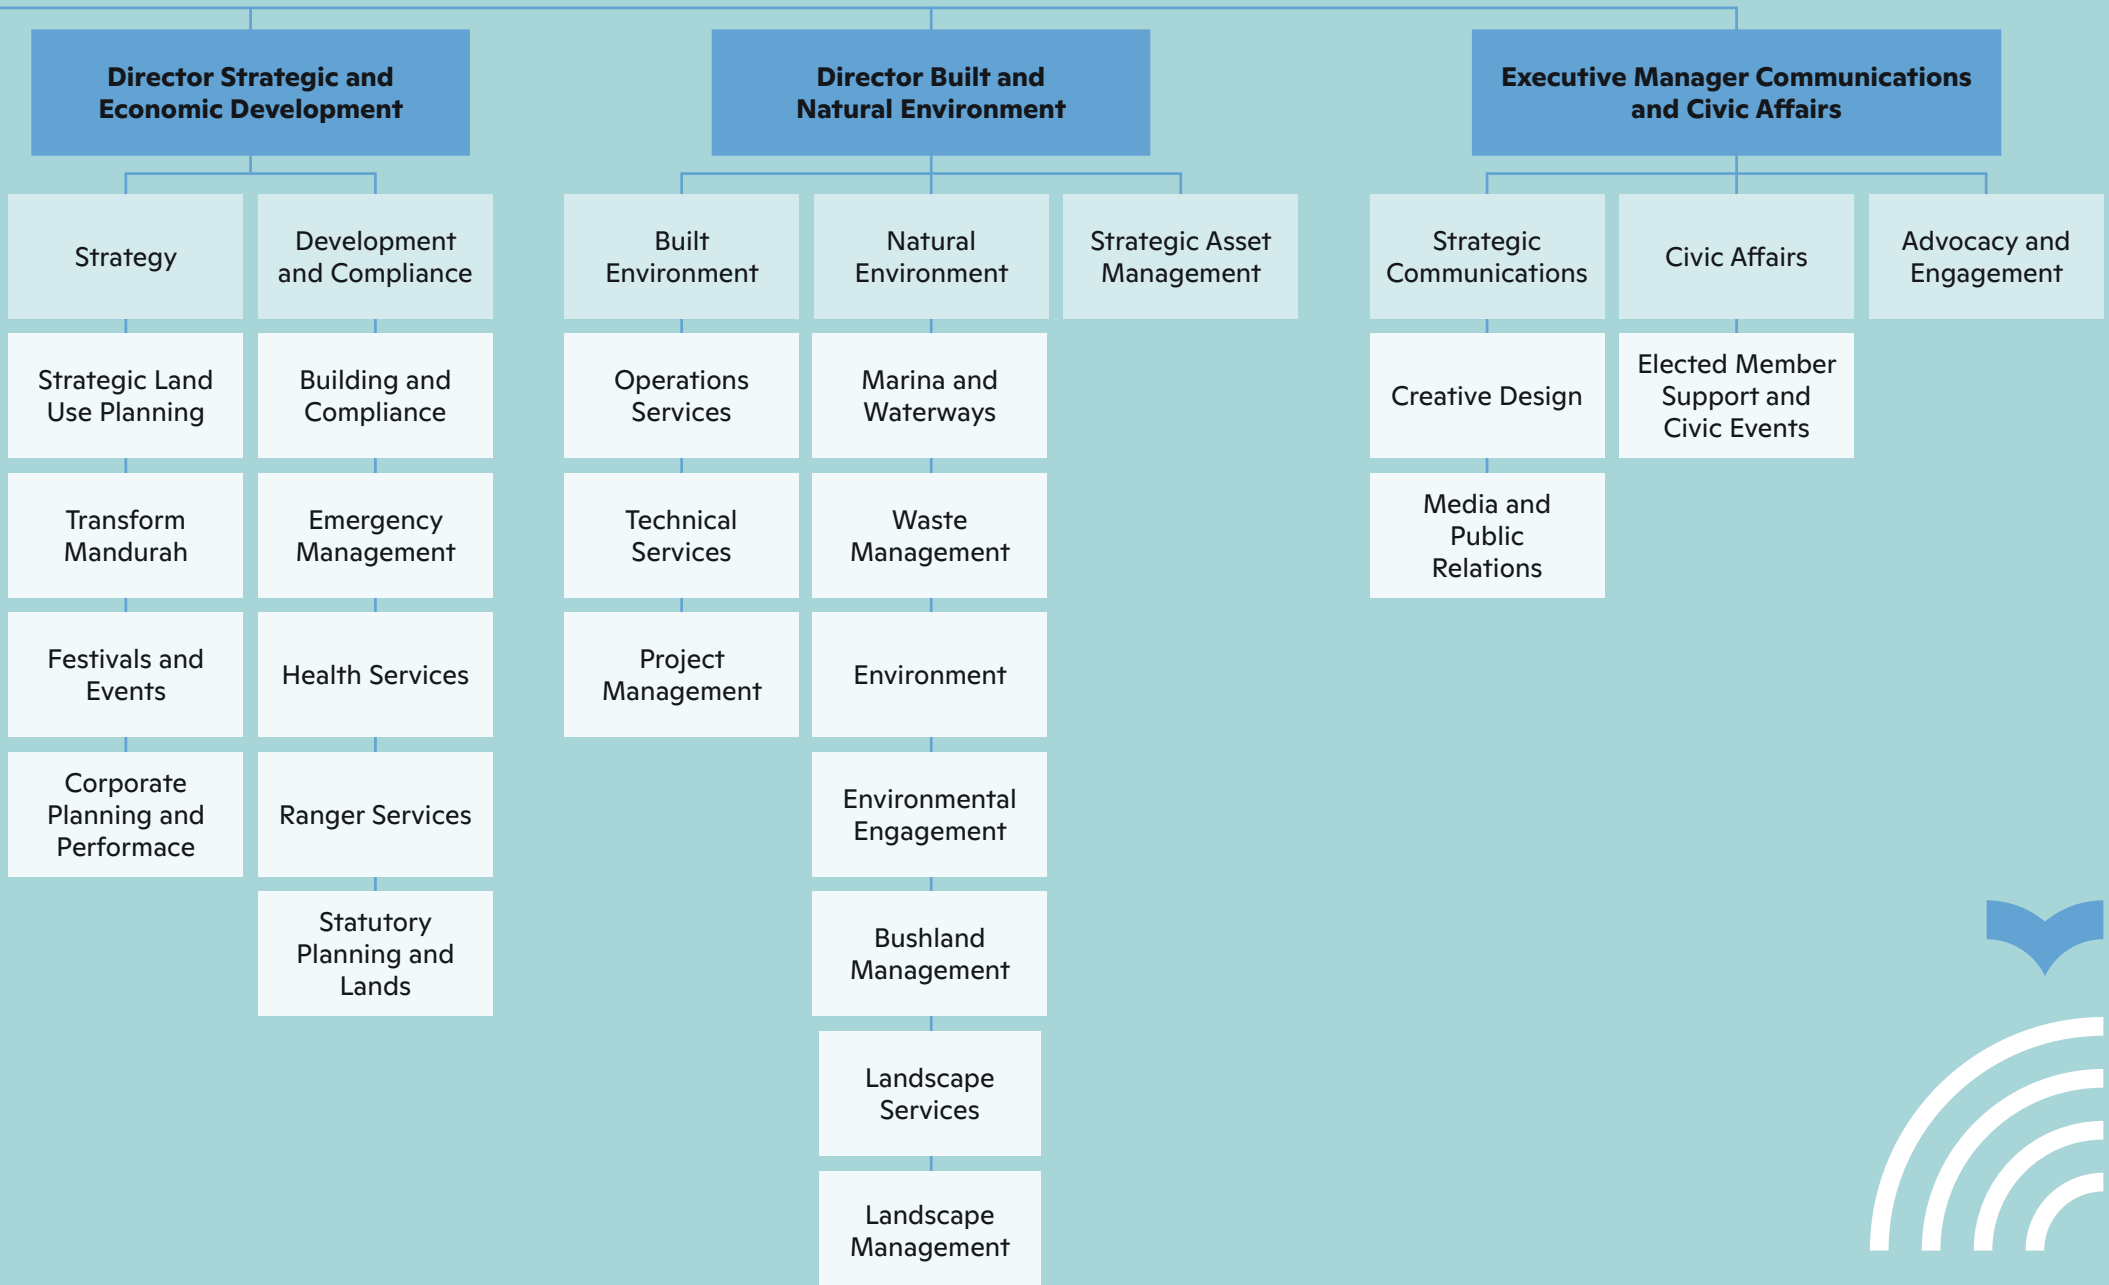 Director Strategic and
Economic Development
Strategy
Strategic Land
Use Planning
Transform
Mandurah
Festivals and
Events
Corporate
Planning and
Performace
Development
and Compliance
Building and
Compliance
Emergency
Management
Health Services
Ranger Services
Statutory
Planning and
Lands
Director Built and
Natural Environment
Built
Environment
Operations
Services
Technical
Services
Project
Management
Natural
Environment
Marina and
Waterways
Waste
Management
Environment
Environmental
Engagement
Bushland
Management
Landscape
Services
Landscape
Management
Strategic Asset
Management
Executive Manager Communications
and Civic Affairs
Strategic
Communications
Creative Design
Media and
Public
Relations
Civic Affairs
Elected Member
Support and
Civic Events
Advocacy and
Engagement